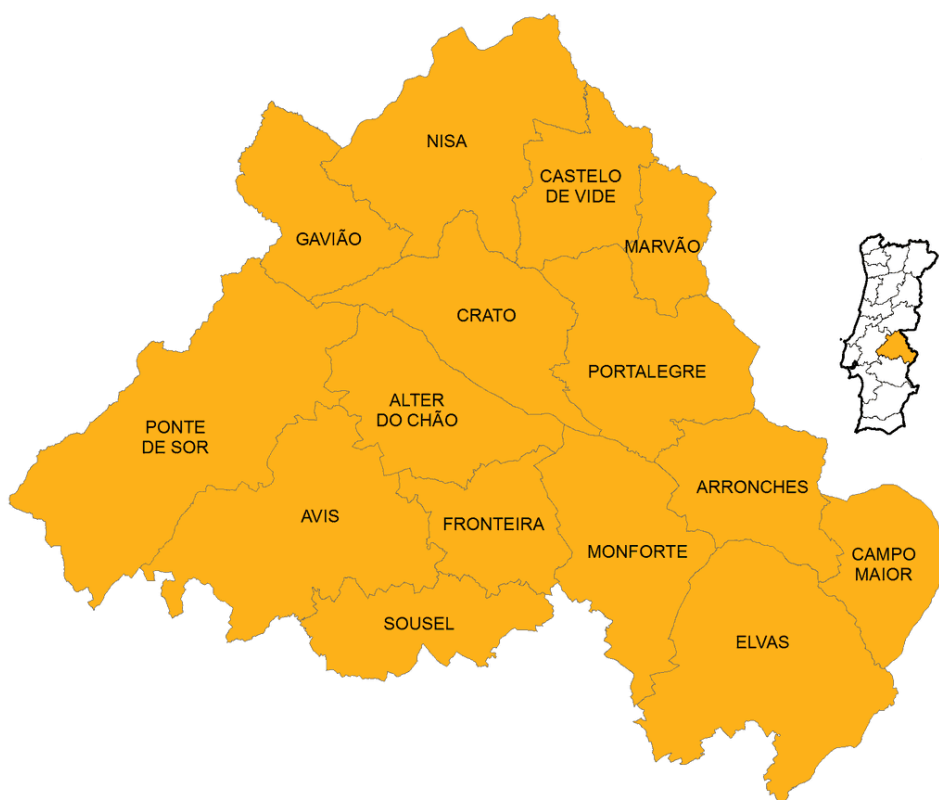 NISA
CASTELO
DE VIDE
GAVIÃO
MARVÃO
CRATO
PORTALEGRE
ALTER
DO CHÃO
PONTE
DE SOR
ARRONCHES
AVIS
FRONTEIRA
MONFORTE
CAMPO
MAIOR
SOUSEL
ELVAS